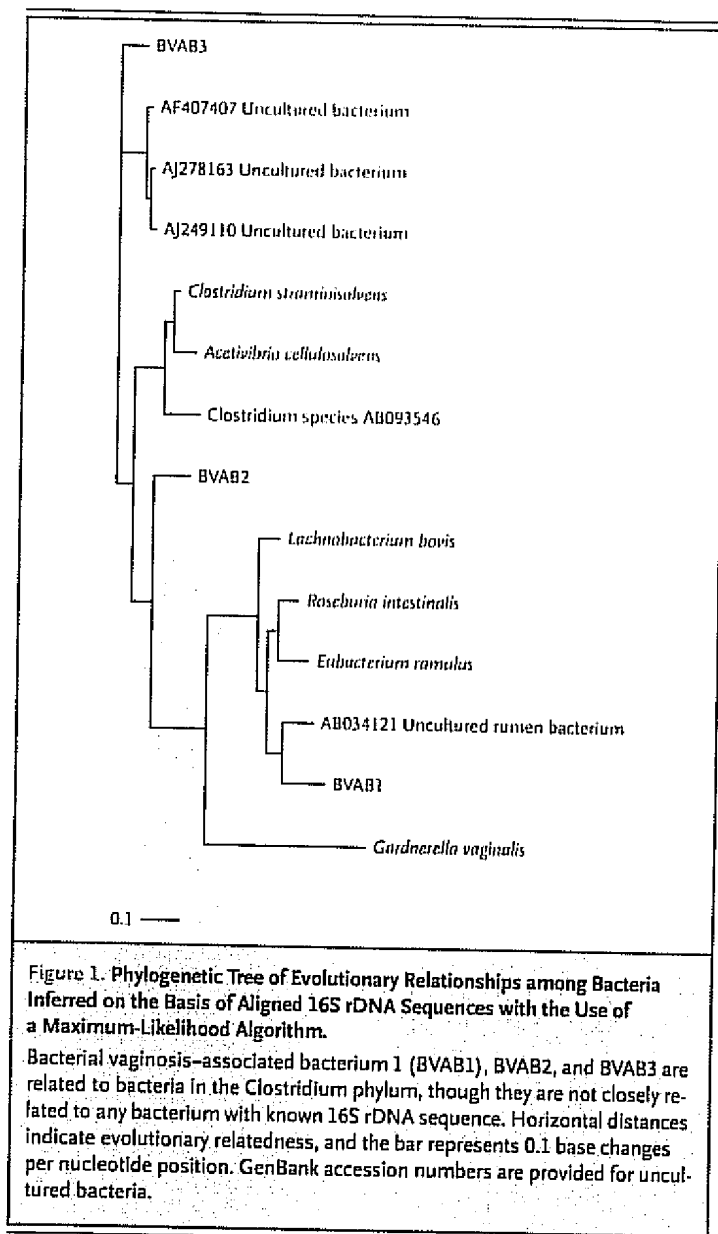 BVAB3
AF407407 Uncultured bacterium
AJ278163 Uncultured bacterium
AJ249110 Uncultured bacterium
Clostridium straminisolvens
Acetivibrio cellulosolvens
Clostridium species AB093546
BVAB2
Lachnobacterium bovis
Roseburia intestinalis
Eubacterium ramulus
AB034121 Uncultured rumen bacterium
BVAB1
Gardnerella vaginalis
0.1
Figure 1. Phylogenetic Tree of Evolutionary Relationships among Bacteria
Inferred on the Basis of Aligned 16S rDNA Sequences with the Use of
a Maximum-Likelihood Algorithm.
Bacterial vaginosis–associated bacterium 1 (BVAB1), BVAB2, and BVAB3 are
related to bacteria in the Clostridium phylum, though they are not closely re-
lated to any bacterium with known 16S rDNA sequence. Horizontal distances
indicate evolutionary relatedness, and the bar represents 0.1 base changes
per nucleotide position. GenBank accession numbers are provided for uncul-
tured bacteria.